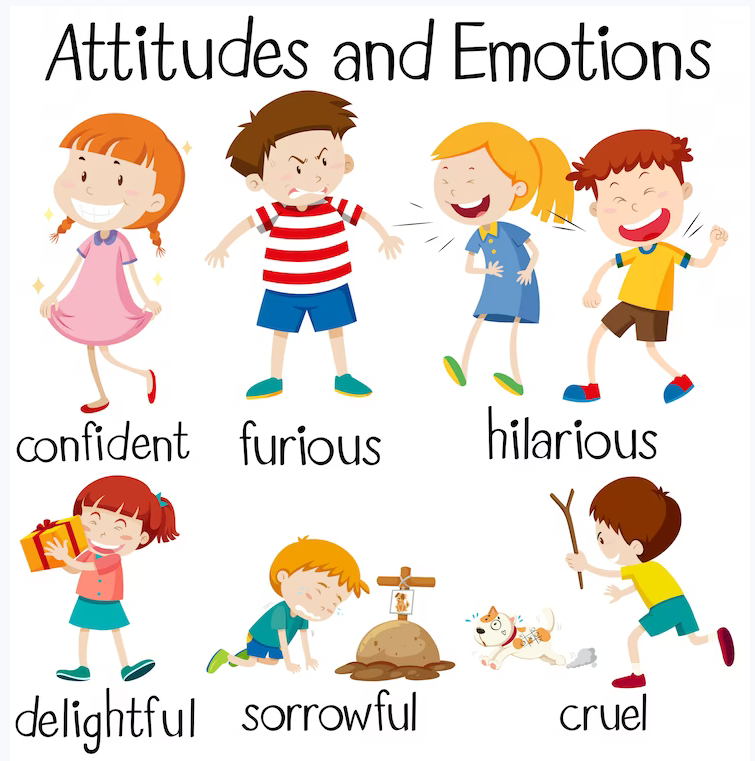 Attitudes and Emotions
confident furious hilarious
delightful sorrowful cruel